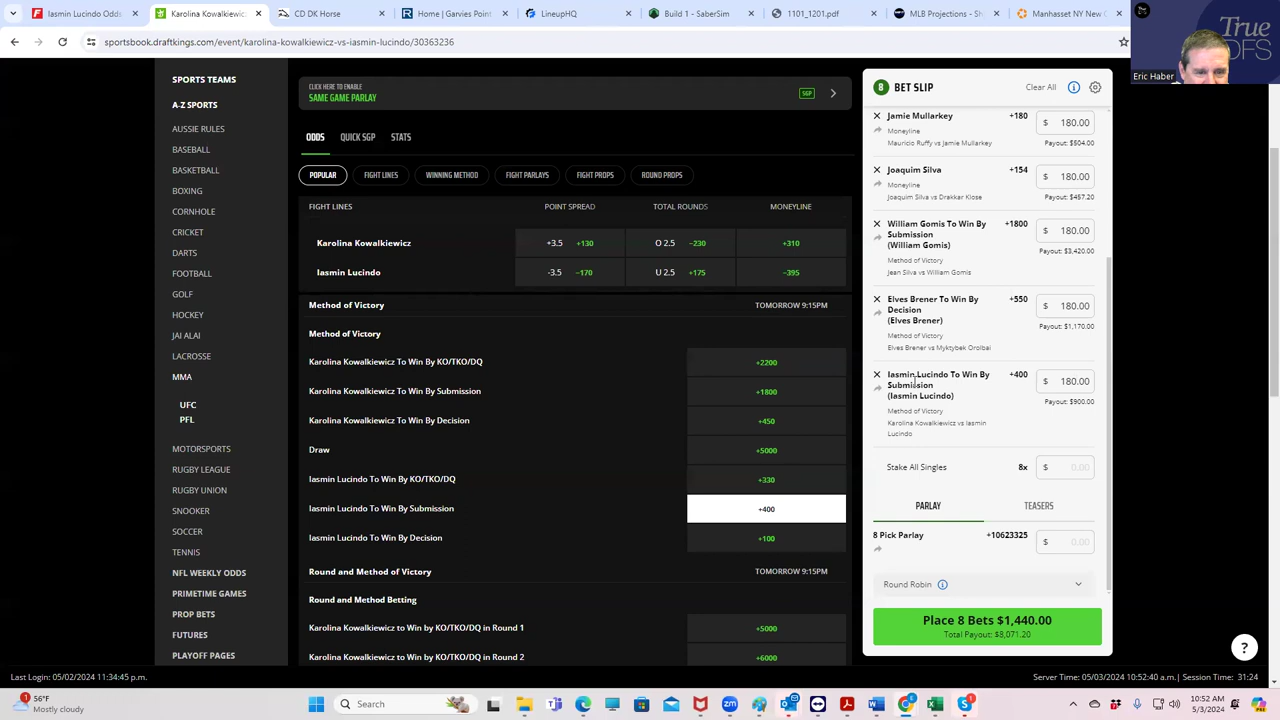 lasmin Lucindo Odds
Karolina Kowalkiewicz
CD DK Horse
Home | Garvies Point
LineupHQ
Build 1 - SaberSim
1101_1201.pdf
MLB Projections - S
Manhasset NY New C
sportsbook.draftkings.com/event/karolina-kowalkiewicz-vs-iasmin-lucindo/30363236
True
DFS
Eric Haber
SPORTS TEAMS
A-Z SPORTS
AUSSIE RULES
BASEBALL
BASKETBALL
BOXING
CORNHOLE
CRICKET
DARTS
FOOTBALL
GOLF
HOCKEY
JAI ALAI
LACROSSE
MMA
UFC
PFL
MOTORSPORTS
RUGBY LEAGUE
RUGBY UNION
SNOOKER
SOCCER
TENNIS
NFL WEEKLY ODDS
PRIMETIME GAMES
PROP BETS
FUTURES
PLAYOFF PAGES
CLICK HERE TO ENABLE
SAME GAME PARLAY
SGP
ODDS QUICK SGP STATS
POPULAR FIGHT LINES WINNING METHOD FIGHT PARLAYS FIGHT PROPS ROUND PROPS
FIGHT LINES POINT SPREAD TOTAL ROUNDS MONEYLINE
Karolina Kowalkiewicz +3.5 +130 O 2.5 −230 +310
Iasmin Lucindo -3.5 −170 U 2.5 +175 −395
Method of Victory TOMORROW 9:15PM
Method of Victory
Karolina Kowalkiewicz To Win By KO/TKO/DQ +2200
Karolina Kowalkiewicz To Win By Submission +1800
Karolina Kowalkiewicz To Win By Decision +450
Draw +5000
Iasmin Lucindo To Win By KO/TKO/DQ +330
Iasmin Lucindo To Win By Submission +400
Iasmin Lucindo To Win By Decision +100
Round and Method of Victory TOMORROW 9:15PM
Round and Method Betting
Karolina Kowalkiewicz to Win by KO/TKO/DQ in Round 1 +5000
Karolina Kowalkiewicz to Win by KO/TKO/DQ in Round 2 +6000
8 BET SLIP Clear All
Jamie Mullarkey +180 $ 180.00
Moneyline
Mauricio Ruffy vs Jamie Mullarkey Payout: $504.00
Joaquim Silva +154 $ 180.00
Moneyline
Joaquim Silva vs Drakkar Klose Payout: $457.20
William Gomis To Win By +1800 $ 180.00
Submission
(William Gomis) Payout: $3,420.00
Method of Victory
Jean Silva vs William Gomis
Elves Brener To Win By +550 $ 180.00
Decision
(Elves Brener) Payout: $1,170.00
Method of Victory
Elves Brener vs Myktybek Orolbai
Iasmin Lucindo To Win By +400 $ 180.00
Submission
(Iasmin Lucindo) Payout: $900.00
Method of Victory
Karolina Kowalkiewicz vs Iasmin
Lucindo
Stake All Singles 8x $ 0.00
PARLAY TEASERS
8 Pick Parlay +10623325 $ 0.00
Round Robin
Place 8 Bets $1,440.00
Total Payout: $8,071.20
?
Last Login: 05/02/2024 11:34:45 p.m. Server Time: 05/03/2024 10:52:40 a.m.| Session Time: 31:24
56°F
Mostly cloudy
Search
10:52 AM
5/3/2024